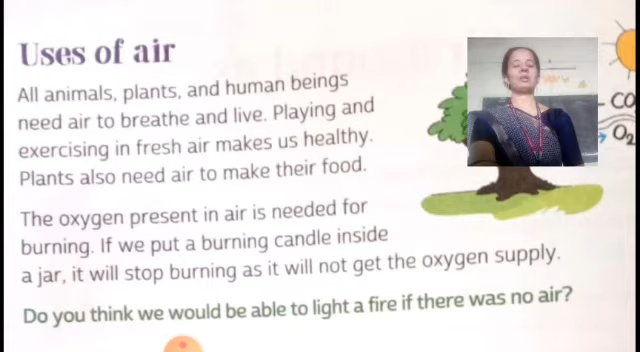 Uses of air
All animals, plants, and human beings
need air to breathe and live. Playing and
exercising in fresh air makes us healthy.
Plants also need air to make their food.
CO
O₂
The oxygen present in air is needed for
burning. If we put a burning candle inside
a jar, it will stop burning as it will not get the oxygen supply.
Do you think we would be able to light a fire if there was no air?